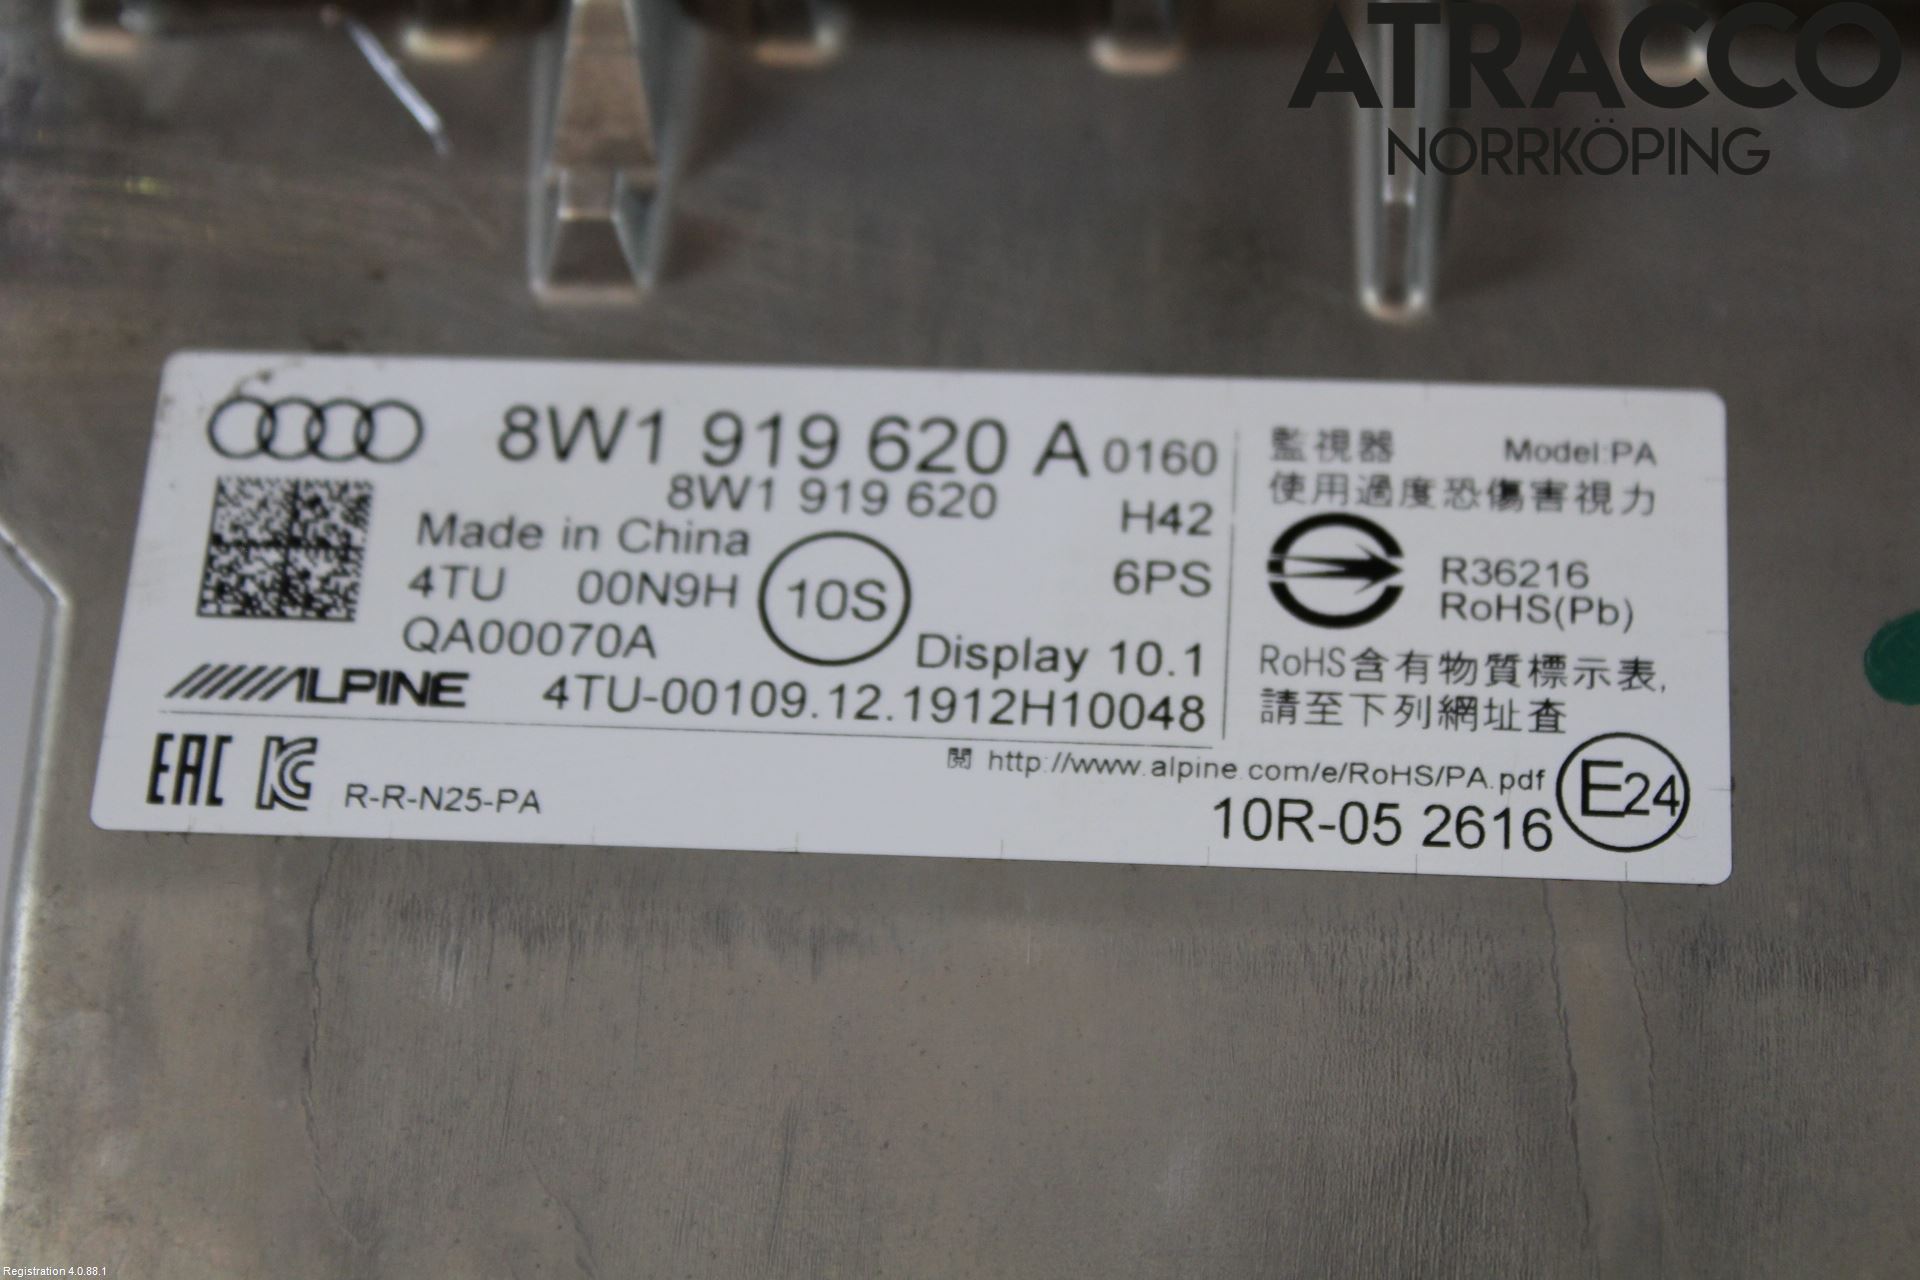 ATRACCO
NORRKÖPING
8W1 919 620 A 0160
8W1 919 620
H42
Made in China
4TU 00N9H
10S
6PS
QA00070A
Display 10.1
ALPINE 4TU-00109.12.1912H10048
監視器 Model:PA
使用過度恐傷害視力
R36216
RoHS(Pb)
RoHS含有物質標示表,
請至下列網址查
http://www.alpine.com/e/RoHS/PA.pdf
EAC KC R-R-N25-PA
10R-05 2616
E24
Registration 4.0.88.1